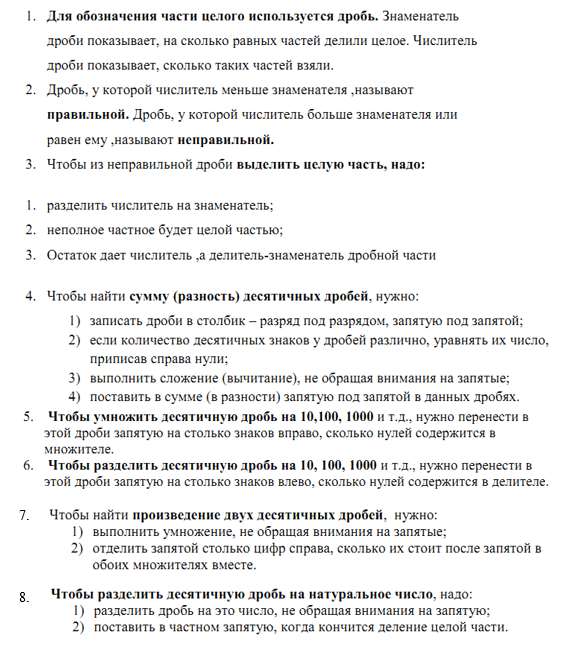 1. Для обозначения части целого используется дробь. Знаменатель
дроби показывает, на сколько равных частей делили целое. Числитель
дроби показывает, сколько таких частей взяли.
2. Дробь, у которой числитель меньше знаменателя ,называют
правильной. Дробь, у которой числитель больше знаменателя или
равен ему ,называют неправильной.
3. Чтобы из неправильной дроби выделить целую часть, надо:
1. разделить числитель на знаменатель;
2. неполное частное будет целой частью;
3. Остаток дает числитель ,а делитель-знаменатель дробной части
4. Чтобы найти сумму (разность) десятичных дробей, нужно:
1) записать дроби в столбик – разряд под разрядом, запятую под запятой;
2) если количество десятичных знаков у дробей различно, уравнять их число,
приписав справа нули;
3) выполнить сложение (вычитание), не обращая внимания на запятые;
4) поставить в сумме (в разности) запятую под запятой в данных дробях.
5. Чтобы умножить десятичную дробь на 10,100, 1000 и т.д., нужно перенести в
этой дроби запятую на столько знаков вправо, сколько нулей содержится в
множителе.
6. Чтобы разделить десятичную дробь на 10, 100, 1000 и т.д., нужно перенести в
этой дроби запятую на столько знаков влево, сколько нулей содержится в делителе.
7. Чтобы найти произведение двух десятичных дробей, нужно:
1) выполнить умножение, не обращая внимания на запятые;
2) отделить запятой столько цифр справа, сколько их стоит после запятой в
обоих множителях вместе.
8. Чтобы разделить десятичную дробь на натуральное число, надо:
1) разделить дробь на это число, не обращая внимания на запятую;
2) поставить в частном запятую, когда кончится деление целой части.